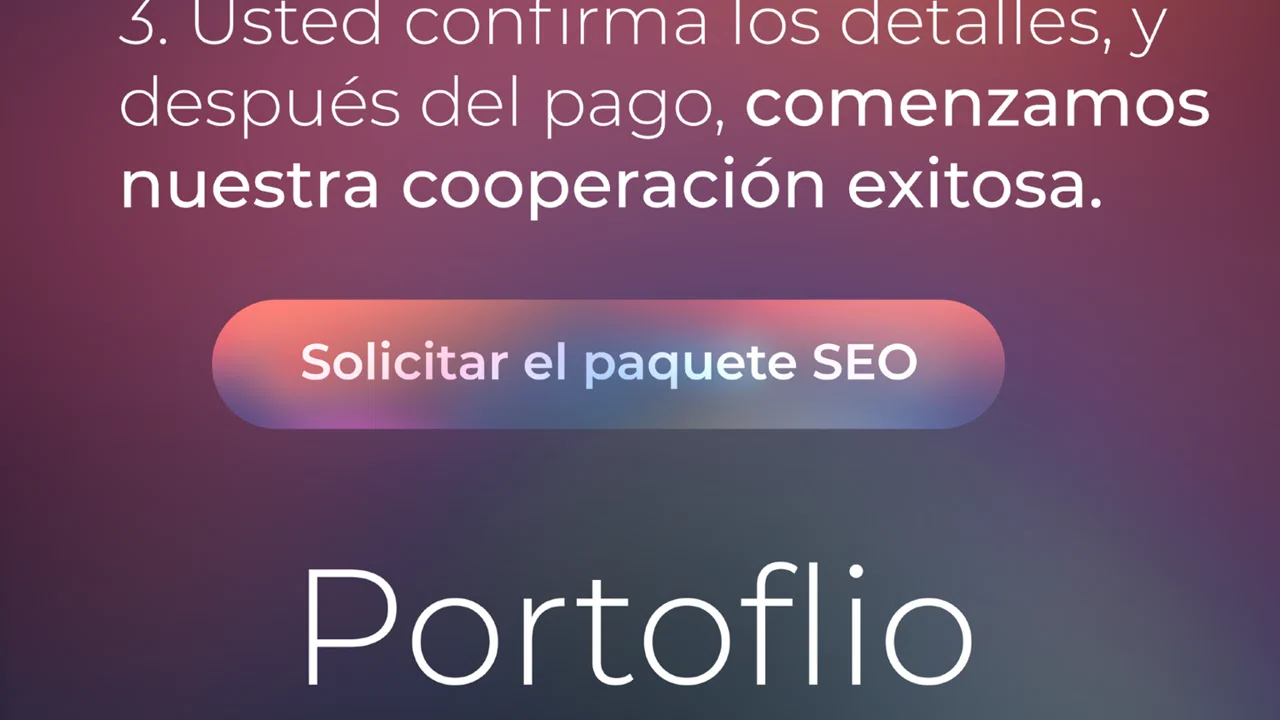 3. Usted confirma los detalles, y
después del pago, comenzamos
nuestra cooperación exitosa.
Solicitar el paquete SEO
Portoflio